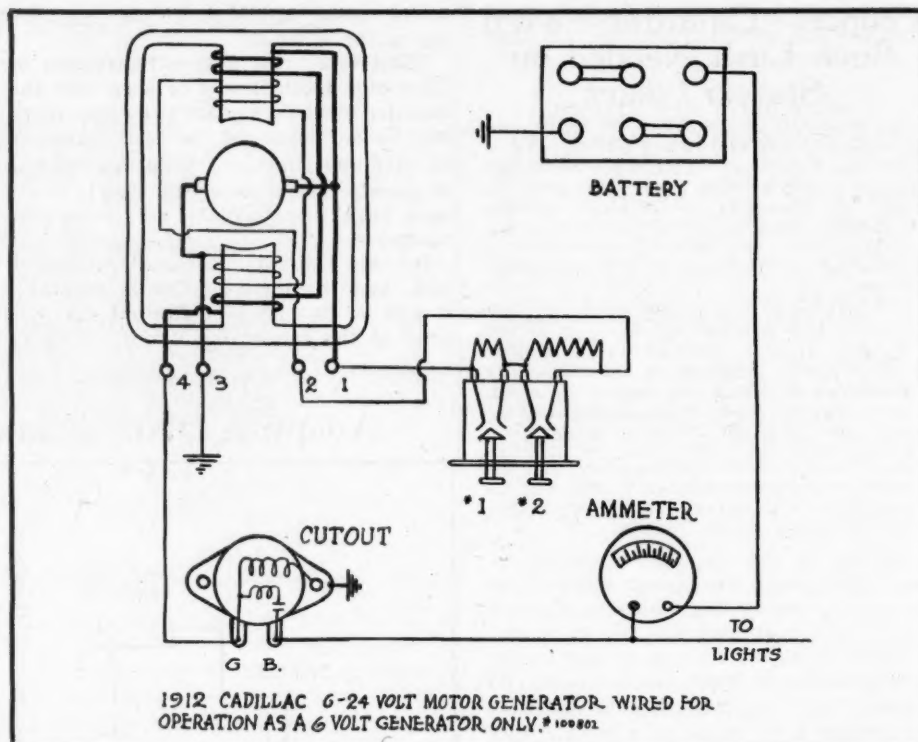 BATTERY
4 3 2 1
#1 #2
AMMETER
CUTOUT
TO
LIGHTS
G B.
1912 CADILLAC 6-24 VOLT MOTOR GENERATOR WIRED FOR
OPERATION AS A 6 VOLT GENERATOR ONLY. #100802